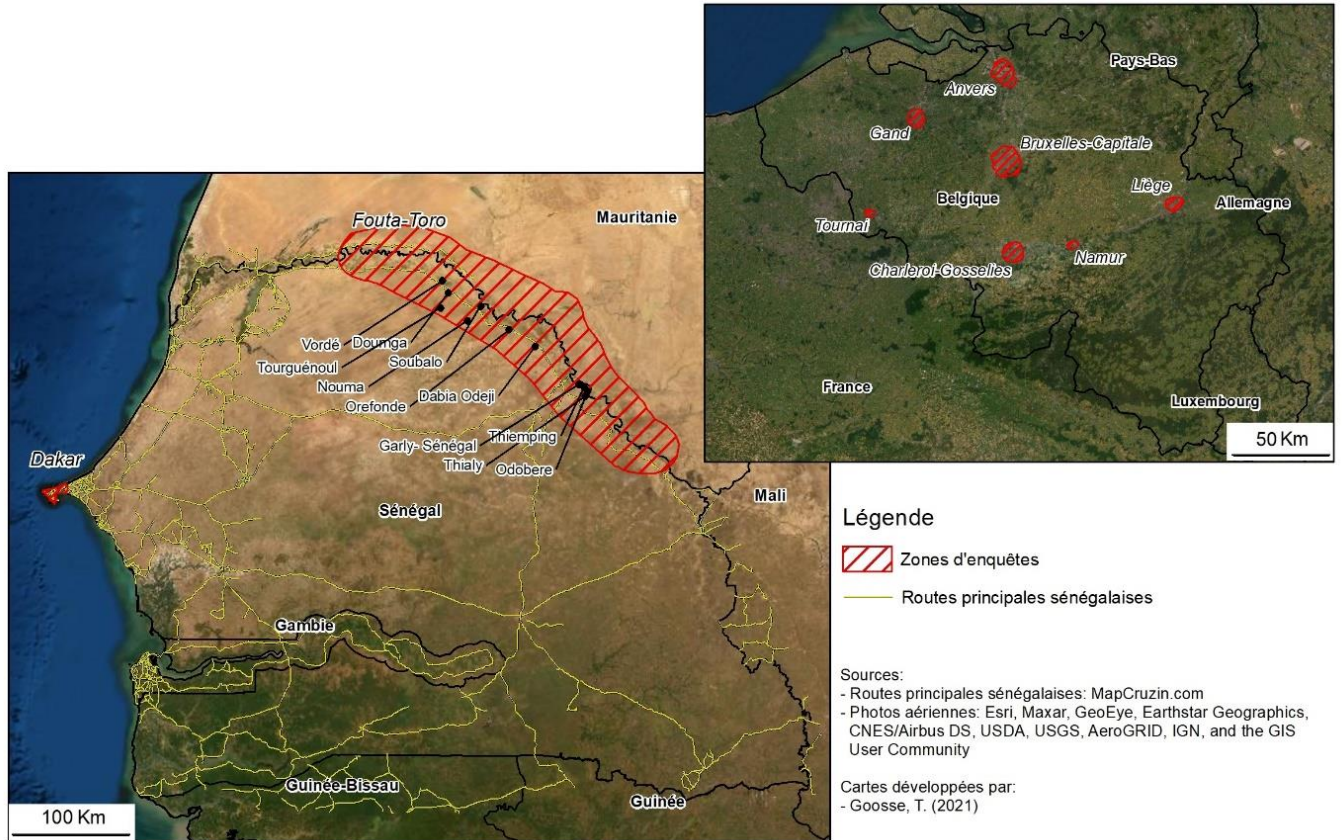 Pays-Bas
Anvers
Gand
Bruxelles-Capitale
Belgique
Liège
Allemagne
Tournai
Charleroi-Gosselies
Namur
France
Luxembourg
50 Km
Fouta-Toro
Mauritanie
Vordé
Doumga
Tourguénoul
Soubalo
Nouma
Dabia Odeji
Orefonde
Garly- Sénégal
Thiemping
Thialy
Odobere
Dakar
Sénégal
Mali
Gambie
Guinée-Bissau
Guinée
100 Km
Légende
Zones d'enquêtes
Routes principales sénégalaises
Sources:
- Routes principales sénégalaises: MapCruzin.com
- Photos aériennes: Esri, Maxar, GeoEye, Earthstar Geographics,
CNES/Airbus DS, USDA, USGS, AeroGRID, IGN, and the GIS
User Community
Cartes développées par:
- Goosse, T. (2021)